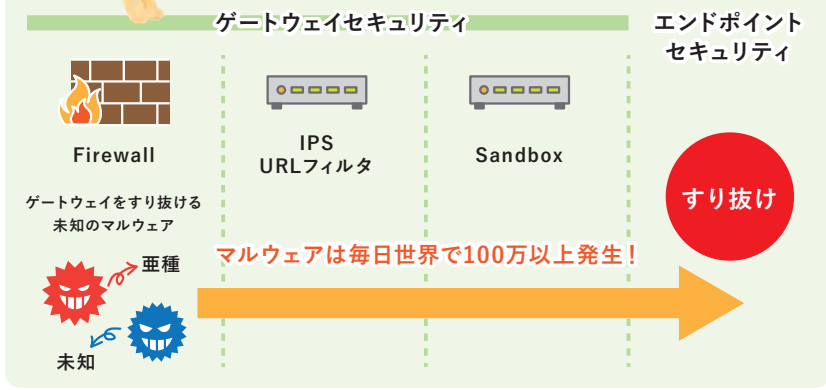 ゲートウェイセキュリティ
エンドポイント
セキュリティ
Firewall
IPS
URLフィルタ
Sandbox
すり抜け
ゲートウェイをすり抜ける
未知のマルウェア
マルウェアは毎日世界で100万以上発生！
亜種
未知